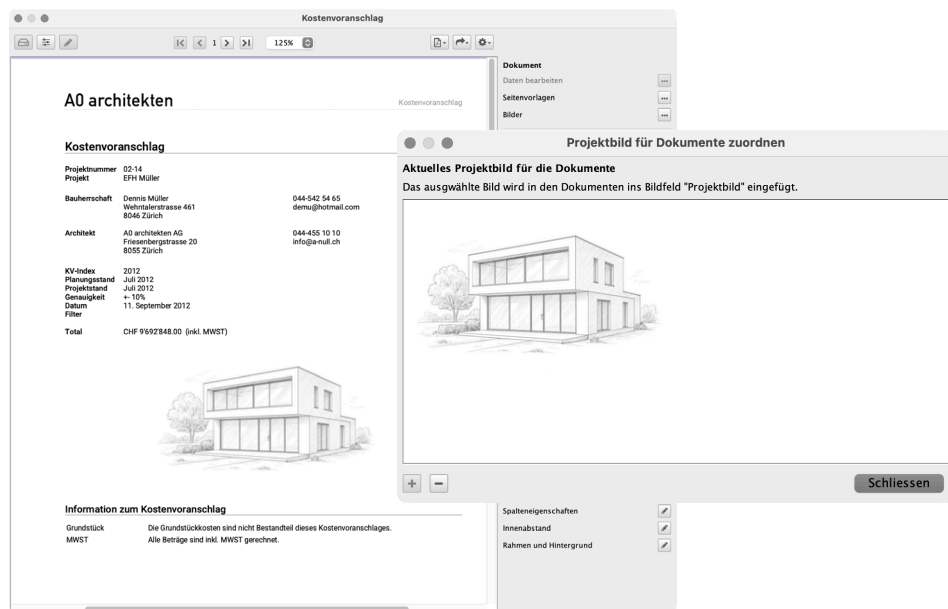 Kostenvoranschlag
1
125%
Dokument
Daten bearbeiten
Seitenvorlagen
Bilder
A0 architekten
Kostenvoranschlag
Kostenvoranschlag
Projektnummer 02-14
Projekt EFH Müller
Bauherrschaft Dennis Müller 044-542 54 65
Wehntalerstrasse 461 demu@hotmail.com
8046 Zürich
Architekt A0 architekten AG 044-455 10 10
Friesenbergstrasse 20 info@a-null.ch
8055 Zürich
KV-Index 2012
Planungsstand Juli 2012
Projektstand Juli 2012
Genauigkeit +- 10%
Datum 11. September 2012
Filter
Total CHF 9'692'848.00 (inkl. MWST)
Information zum Kostenvoranschlag
Grundstück Die Grundstückkosten sind nicht Bestandteil dieses Kostenvoranschlages.
MWST Alle Beträge sind inkl. MWST gerechnet.
Projektbild für Dokumente zuordnen
Aktuelles Projektbild für die Dokumente
Das ausgwählte Bild wird in den Dokumenten ins Bildfeld "Projektbild" eingefügt.
Schliessen
Spalteneigenschaften
Innenabstand
Rahmen und Hintergrund